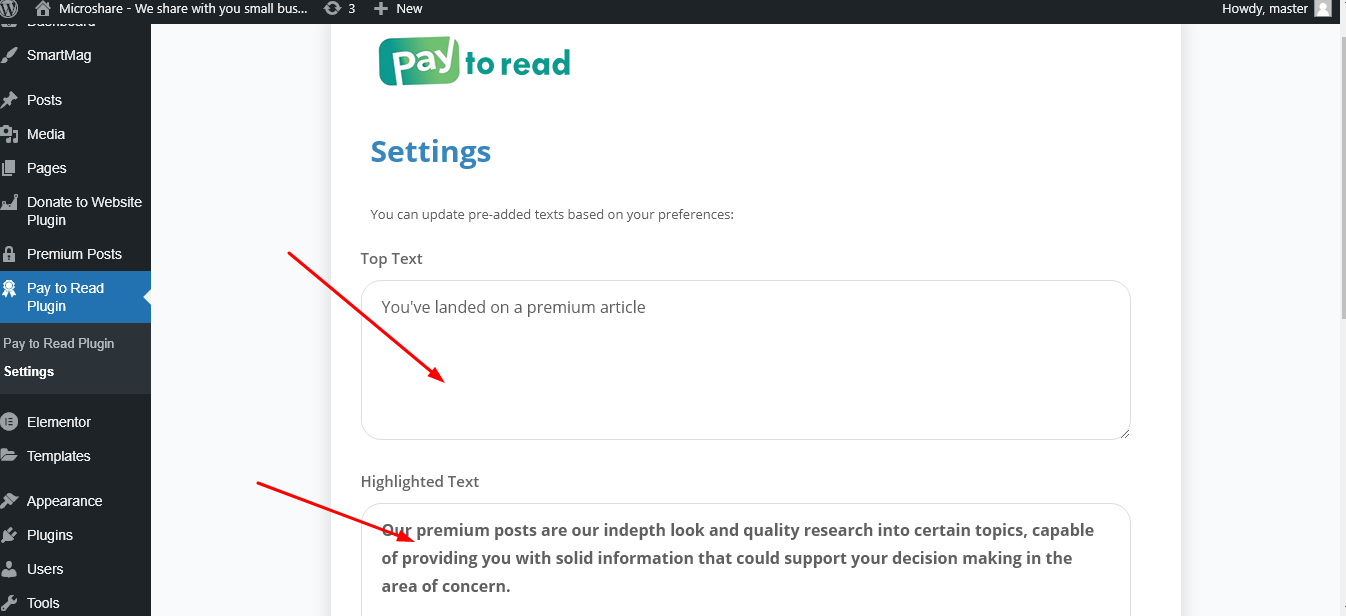 Microshare - We share with you small bus...
3
New
Howdy, master
Dashboard
SmartMag
Posts
Media
Pages
Donate to Website
Plugin
Premium Posts
Pay to Read
Plugin
Pay to Read Plugin
Settings
Elementor
Templates
Appearance
Plugins
Users
Tools
Pay to read
Settings
You can update pre-added texts based on your preferences:
Top Text
You've landed on a premium article
Highlighted Text
Our premium posts are our indepth look and quality research into certain topics, capable
of providing you with solid information that could support your decision making in the
area of concern.